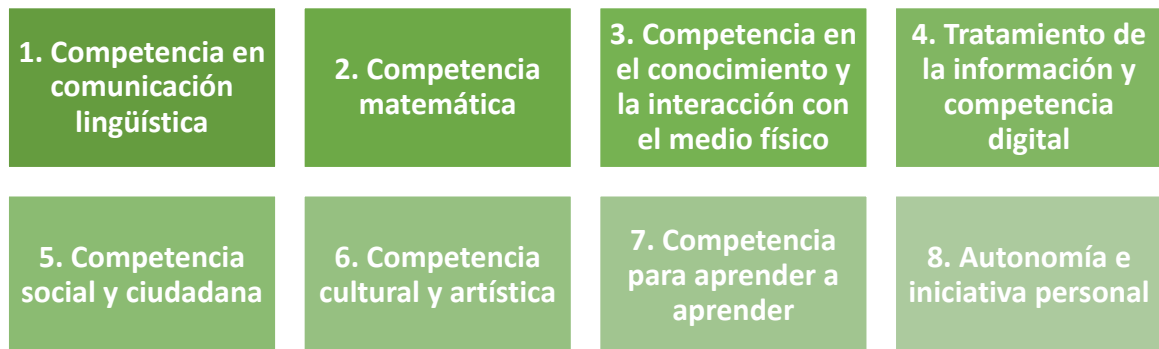 1. Competencia en
comunicación
lingüística
2. Competencia
matemática
3. Competencia en
el conocimiento y
la interacción con
el medio físico
4. Tratamiento de
la información y
competencia
digital
5. Competencia
social y ciudadana
6. Competencia
cultural y artística
7. Competencia
para aprender a
aprender
8. Autonomía e
iniciativa personal